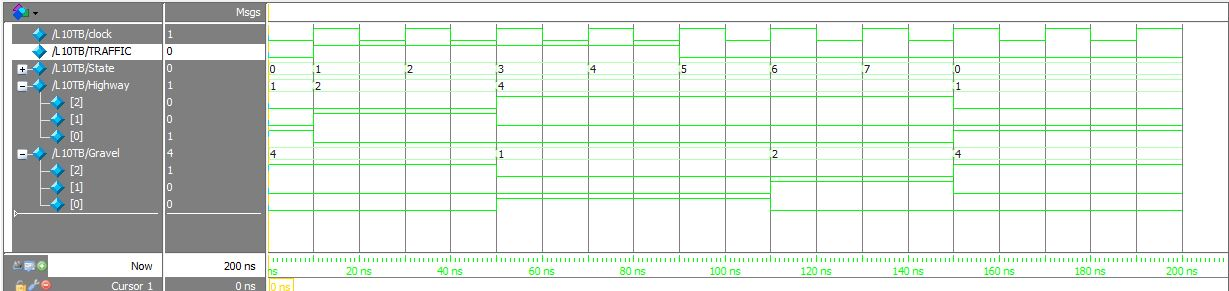 Msgs
/L10TB/clock 1
/L10TB/TRAFFIC 0
/L10TB/State 0 0 1 2 3 4 5 6 7 0
/L10TB/Highway 1 1 2 4 1
[2] 0
[1] 0
[0] 1
/L10TB/Gravel 4 4 1 2 4
[2] 1
[1] 0
[0] 0
Now 200 ns ns 20 ns 40 ns 60 ns 80 ns 100 ns 120 ns 140 ns 160 ns 180 ns 200 ns
Cursor 1 0 ns 0 ns